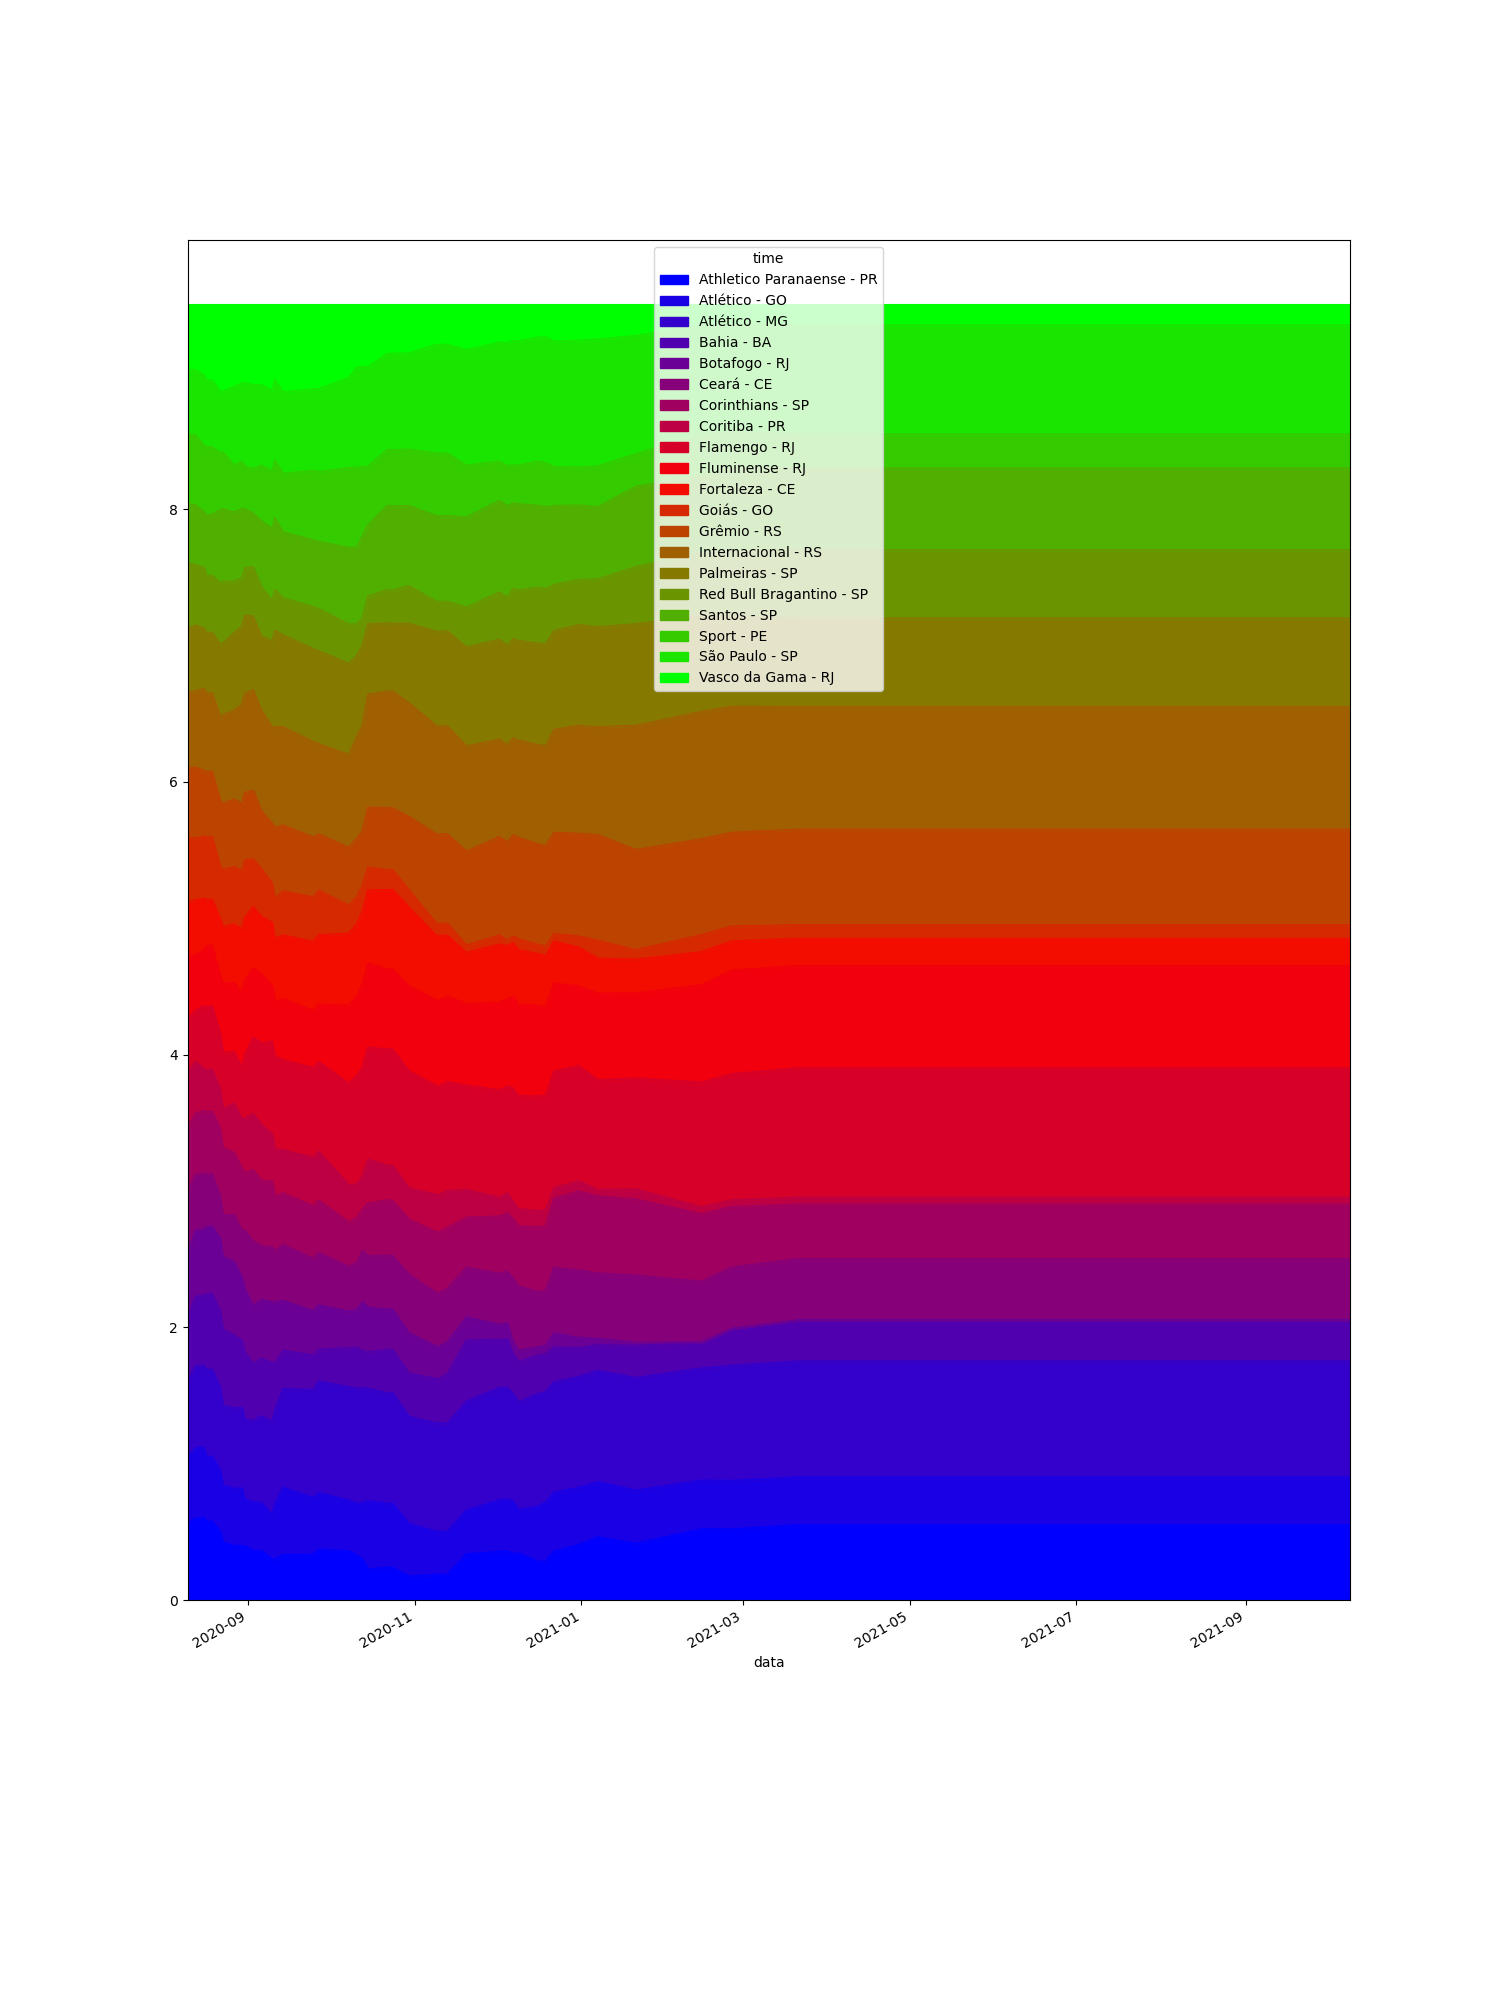 time
Athletico Paranaense - PR
Atlético - GO
Atlético - MG
Bahia - BA
Botafogo - RJ
Ceará - CE
Corinthians - SP
Coritiba - PR
Flamengo - RJ
Fluminense - RJ
Fortaleza - CE
Goiás - GO
Grêmio - RS
Internacional - RS
Palmeiras - SP
Red Bull Bragantino - SP
Santos - SP
Sport - PE
São Paulo - SP
Vasco da Gama - RJ
8
6
4
2
0
2020-09
2020-11
2021-01
2021-03
2021-05
2021-07
2021-09
data